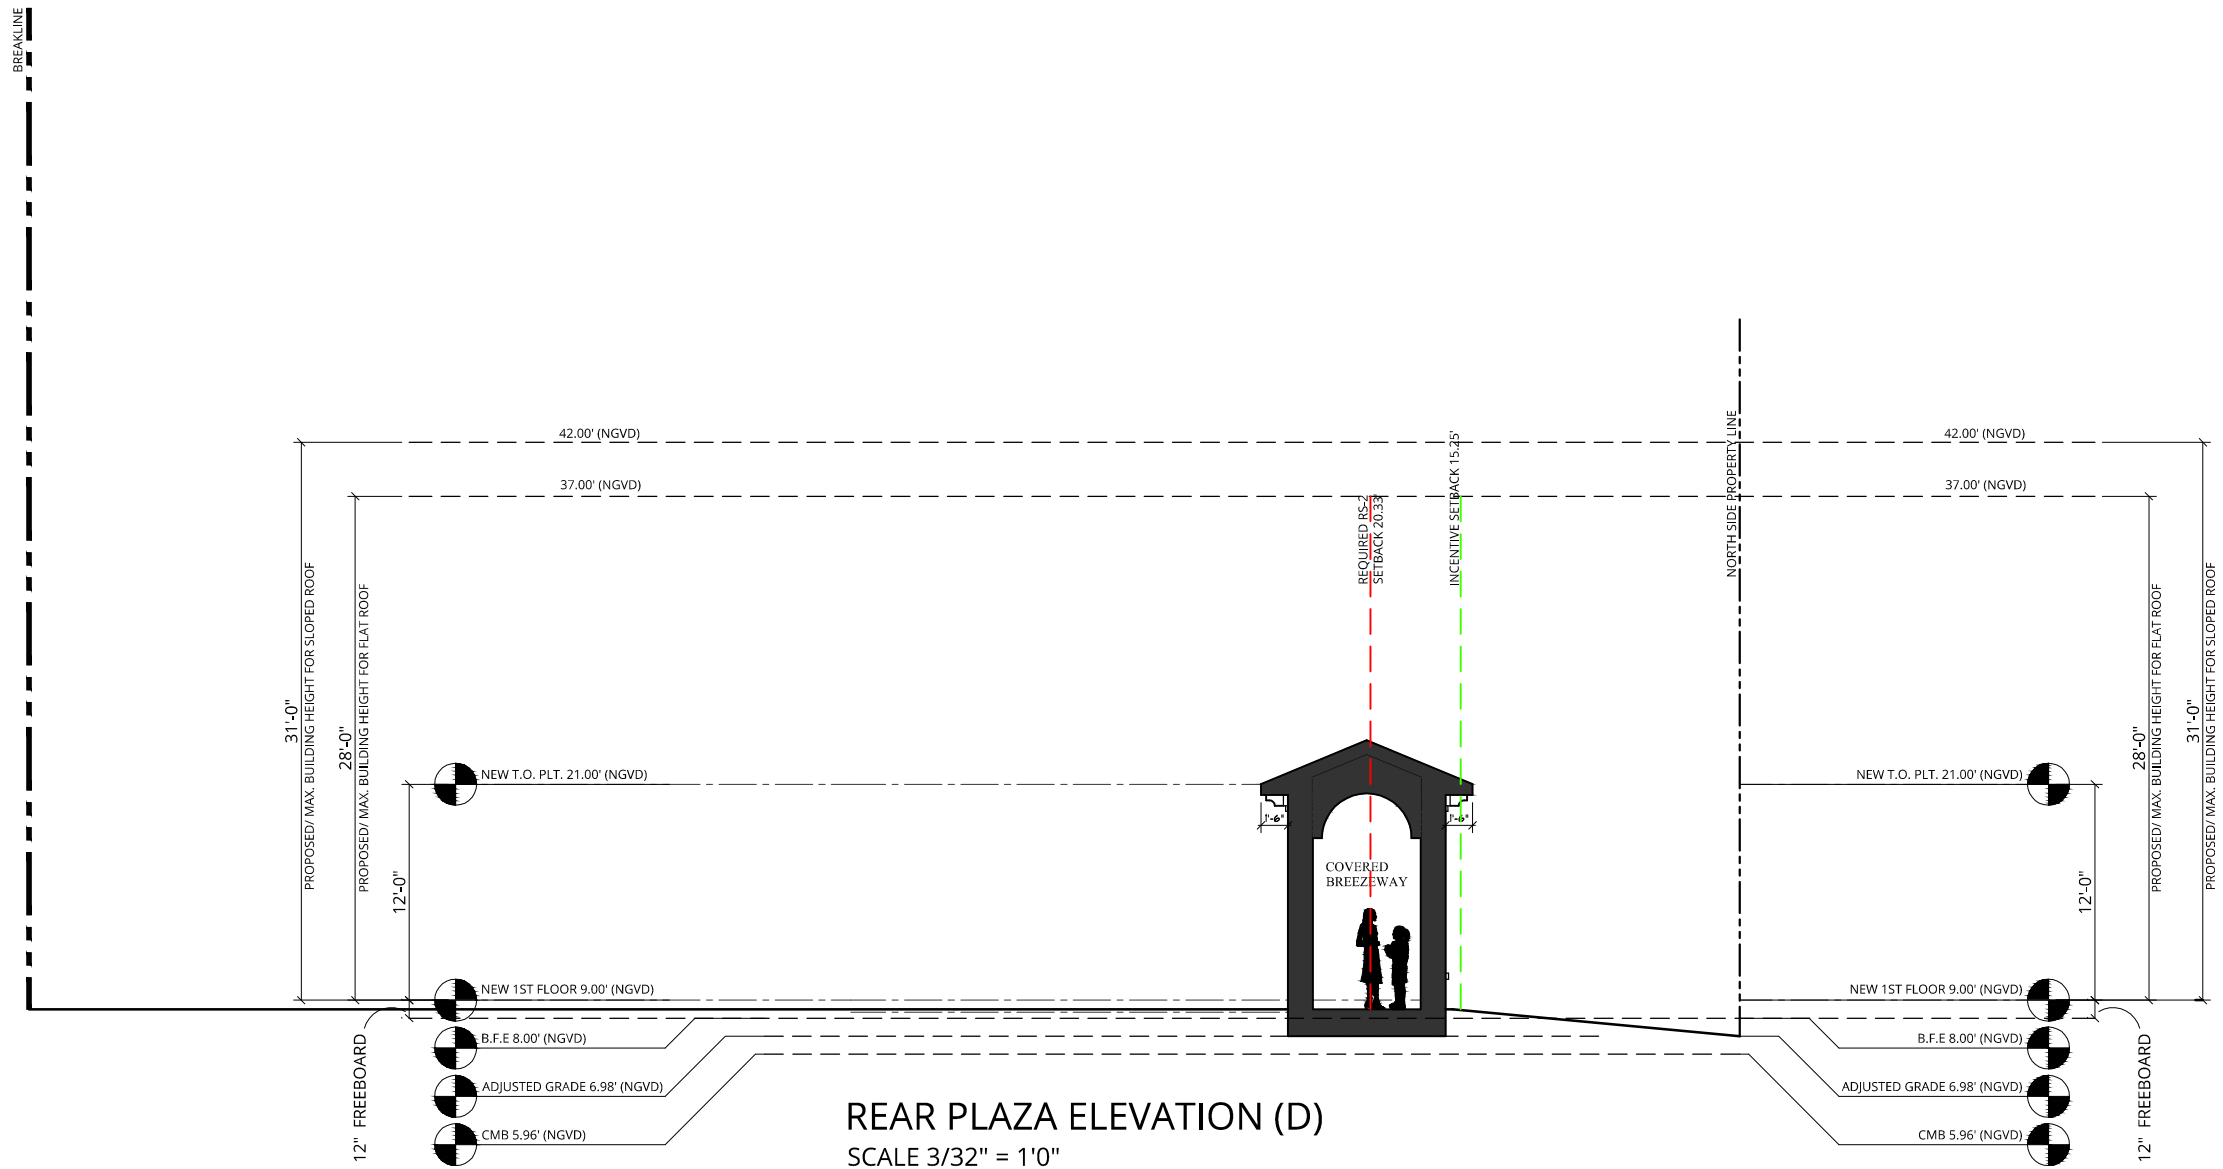 BREAKLINE
42.00' (NGVD)
42.00' (NGVD)
37.00' (NGVD)
37.00' (NGVD)
REQUIRED RS-2
SETBACK 20.33'
INCENTIVE SETBACK 15.25'
NORTH SIDE PROPERTY LINE
31'-0"
PROPOSED/ MAX. BUILDING HEIGHT FOR SLOPED ROOF
28'-0"
PROPOSED/ MAX. BUILDING HEIGHT FOR FLAT ROOF
12'-0"
28'-0"
PROPOSED/ MAX. BUILDING HEIGHT FOR FLAT ROOF
31'-0"
PROPOSED/ MAX. BUILDING HEIGHT FOR SLOPED ROOF
12'-0"
NEW T.O. PLT. 21.00' (NGVD)
NEW T.O. PLT. 21.00' (NGVD)
1'-6"
1'-6"
COVERED
BREEZEWAY
NEW 1ST FLOOR 9.00' (NGVD)
NEW 1ST FLOOR 9.00' (NGVD)
B.F.E 8.00' (NGVD)
B.F.E 8.00' (NGVD)
ADJUSTED GRADE 6.98' (NGVD)
ADJUSTED GRADE 6.98' (NGVD)
CMB 5.96' (NGVD)
CMB 5.96' (NGVD)
12" FREEBOARD
12" FREEBOARD
REAR PLAZA ELEVATION (D)
SCALE 3/32" = 1'0"